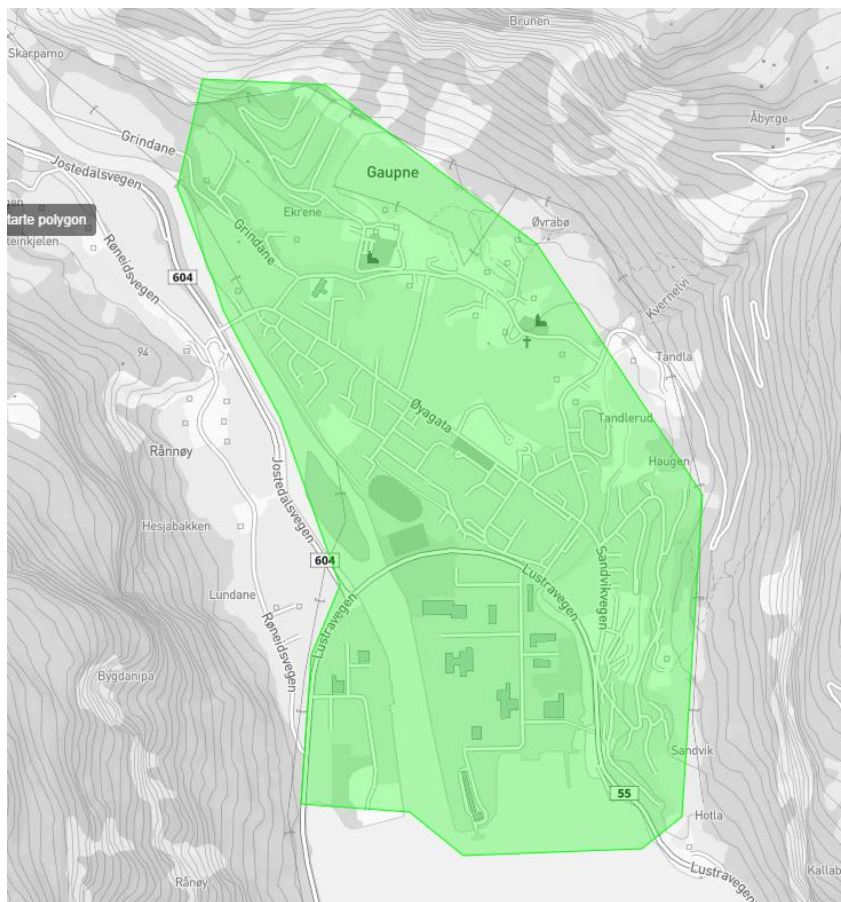 Brunen
Skarpamo
Åbyrge
Grindane
Jostedalsvegen
Gaupne
Ekrene
Øvrabø
tarte polygon
teinkjelen
Røneidsvegen
Grindane
604
Kvernelvi
94
Tandla
Øyagata
Tandlerud
Rånnøy
Haugen
Jostedalsvegen
Hesjabakken
604
Lustravegen
Sandvikvegen
Lundane
Lustravegen
Røneidsvegen
Bygdanipa
Sandvik
55
Hotla
Lustravegen
Rånøy
Kallab